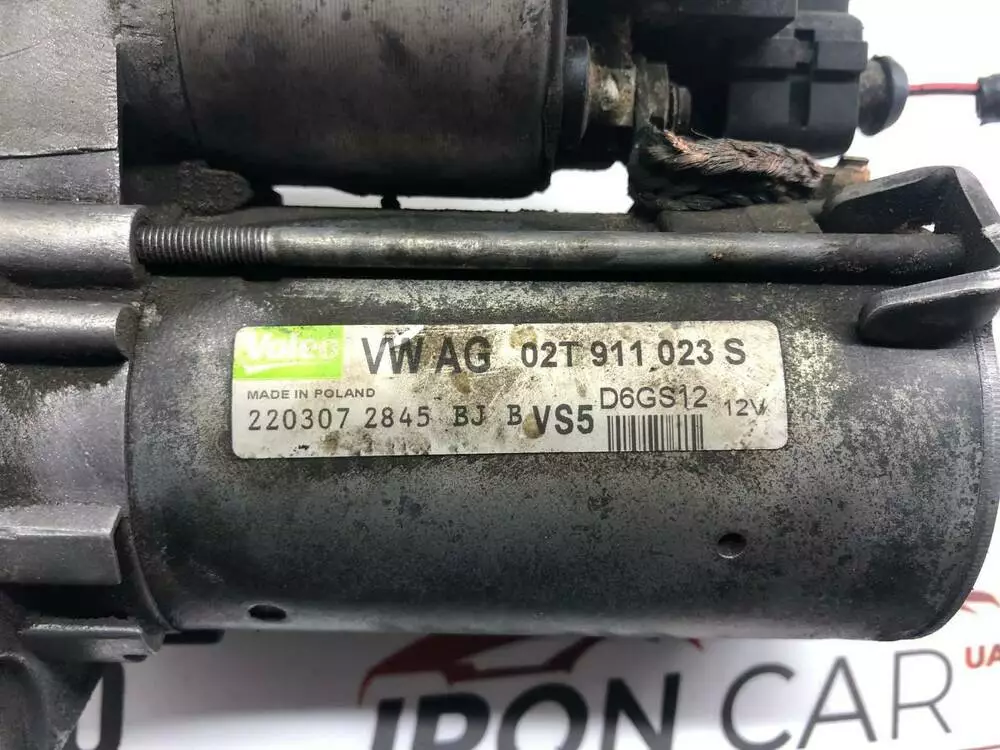 Valeo VW AG 02T 911 023 S
MADE IN POLAND D6GS12 12V
220307 2845 BJ B VS5
IRON CAR UA